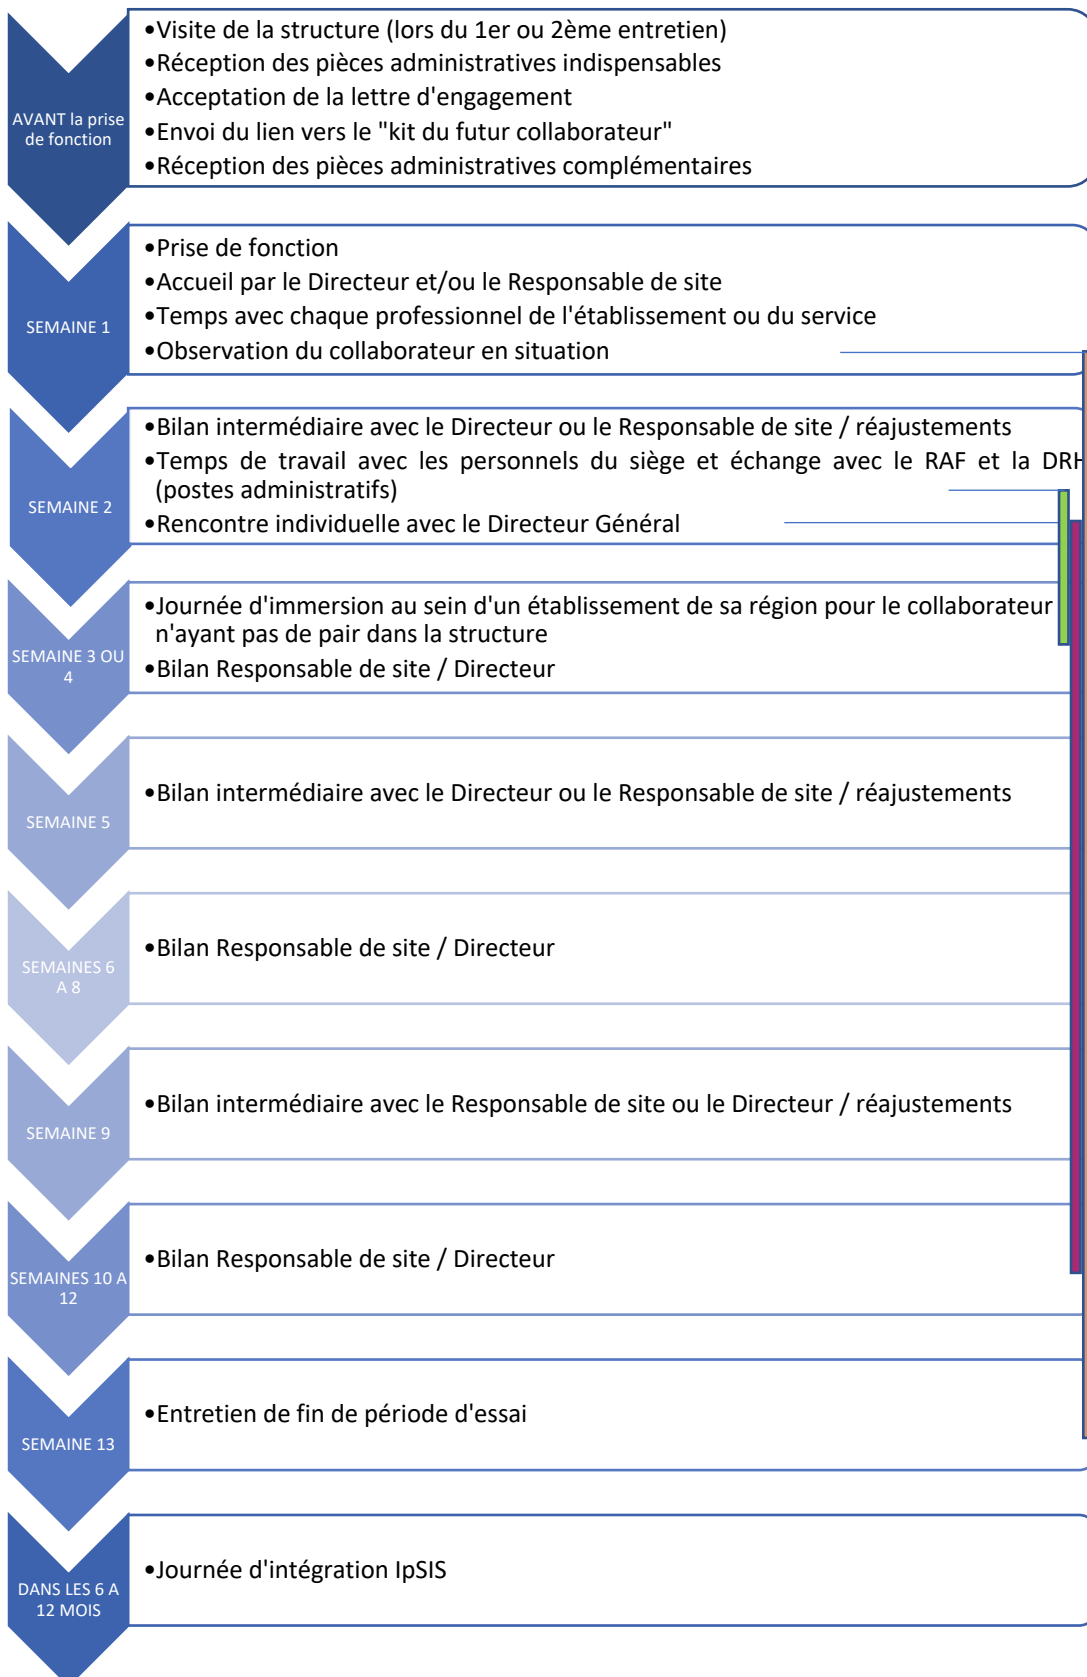 AVANT la prise
de fonction
•Visite de la structure (lors du 1er ou 2ème entretien)
•Réception des pièces administratives indispensables
•Acceptation de la lettre d'engagement
•Envoi du lien vers le "kit du futur collaborateur"
•Réception des pièces administratives complémentaires
SEMAINE 1
•Prise de fonction
•Accueil par le Directeur et/ou le Responsable de site
•Temps avec chaque professionnel de l'établissement ou du service
•Observation du collaborateur en situation
SEMAINE 2
•Bilan intermédiaire avec le Directeur ou le Responsable de site / réajustements
•Temps de travail avec les personnels du siège et échange avec le RAF et la DRH
(postes administratifs)
•Rencontre individuelle avec le Directeur Général
SEMAINE 3 OU
4
•Journée d'immersion au sein d'un établissement de sa région pour le collaborateur
n'ayant pas de pair dans la structure
•Bilan Responsable de site / Directeur
SEMAINE 5
•Bilan intermédiaire avec le Directeur ou le Responsable de site / réajustements
SEMAINES 6
A 8
•Bilan Responsable de site / Directeur
SEMAINE 9
•Bilan intermédiaire avec le Responsable de site ou le Directeur / réajustements
SEMAINES 10 A
12
•Bilan Responsable de site / Directeur
SEMAINE 13
•Entretien de fin de période d'essai
DANS LES 6 A
12 MOIS
•Journée d'intégration IpSIS